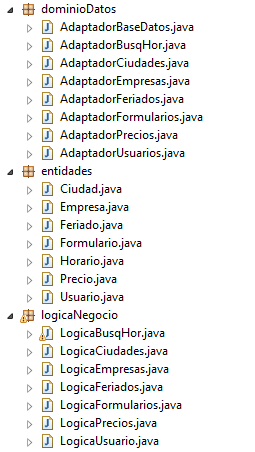 dominioDatos
AdaptadorBaseDatos.java
AdaptadorBusqHor.java
AdaptadorCiudades.java
AdaptadorEmpresas.java
AdaptadorFeriados.java
AdaptadorFormularios.java
AdaptadorPrecios.java
AdaptadorUsuarios.java
entidades
Ciudad.java
Empresa.java
Feriado.java
Formulario.java
Horario.java
Precio.java
Usuario.java
logicaNegocio
LogicaBusqHor.java
LogicaCiudades.java
LogicaEmpresas.java
LogicaFeriados.java
LogicaFormularios.java
LogicaPrecios.java
LogicaUsuario.java